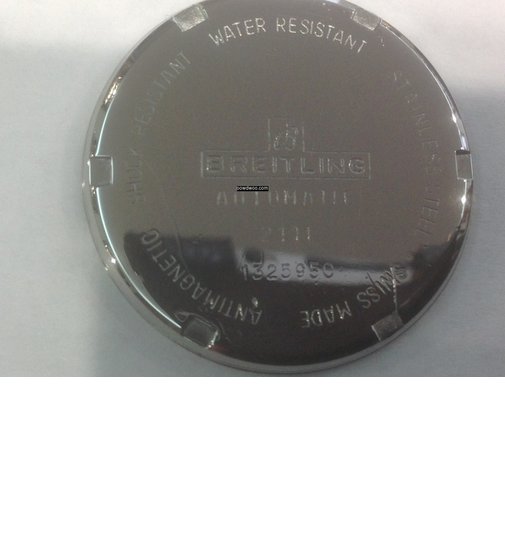 WATER RESISTANT
STAINLESS STEEL
SWISS MADE
ANTIMAGNETIC
SHOCK RESISTANT
BREITLING
powdwoo.com
AUTOMATIC
1325950